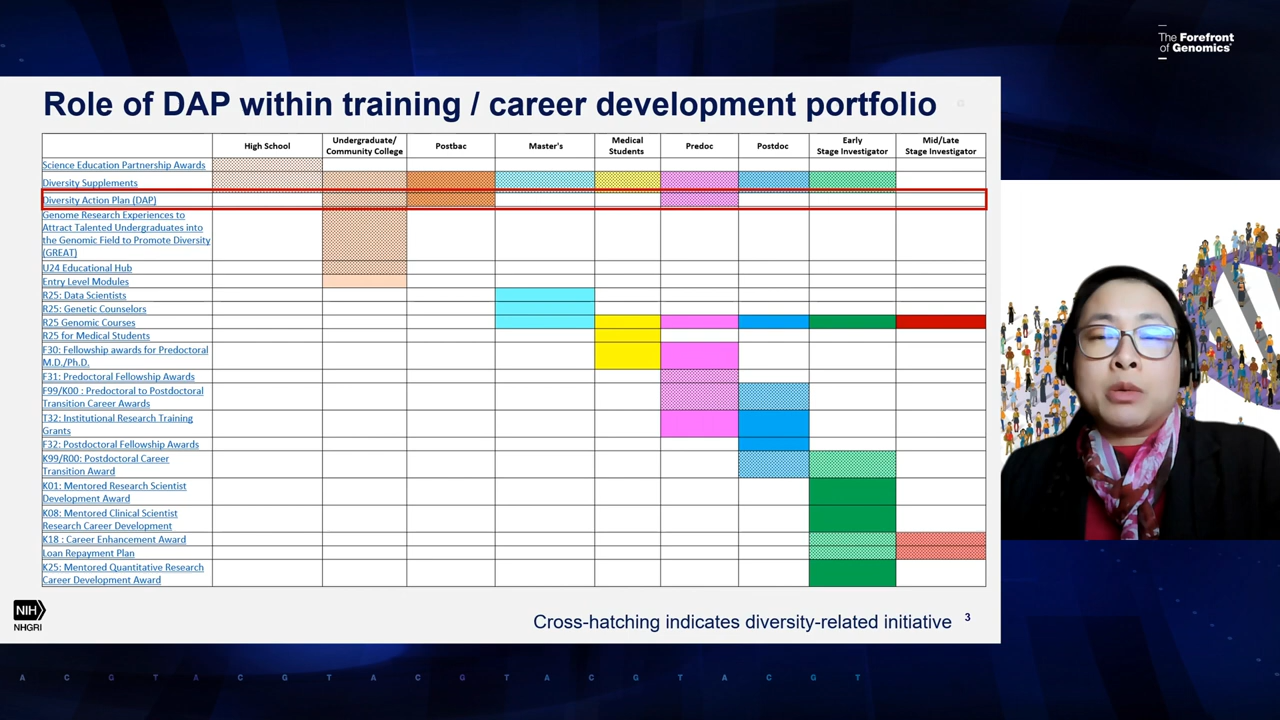 The Forefront
of Genomics®
Role of DAP within training / career development portfolio
High School
Undergraduate/
Community College
Postbac
Master's
Medical
Students
Predoc
Postdoc
Early
Stage Investigator
Mid/Late
Stage Investigator
Science Education Partnership Awards
Diversity Supplements
Diversity Action Plan (DAP)
Genome Research Experiences to
Attract Talented Undergraduates into
the Genomic Field to Promote Diversity
(GREAT)
U24 Educational Hub
Entry Level Modules
R25: Data Scientists
R25: Genetic Counselors
R25 Genomic Courses
R25 for Medical Students
F30: Fellowship awards for Predoctoral
M.D./Ph.D.
F31: Predoctoral Fellowship Awards
F99/K00 : Predoctoral to Postdoctoral
Transition Career Awards
T32: Institutional Research Training
Grants
F32: Postdoctoral Fellowship Awards
K99/R00: Postdoctoral Career
Transition Award
K01: Mentored Research Scientist
Development Award
K08: Mentored Clinical Scientist
Research Career Development
K18 : Career Enhancement Award
Loan Repayment Plan
K25: Mentored Quantitative Research
Career Development Award
NIH
NHGRI
Cross-hatching indicates diversity-related initiative 3
A C G T A C G T A C G T A C G T A C G T